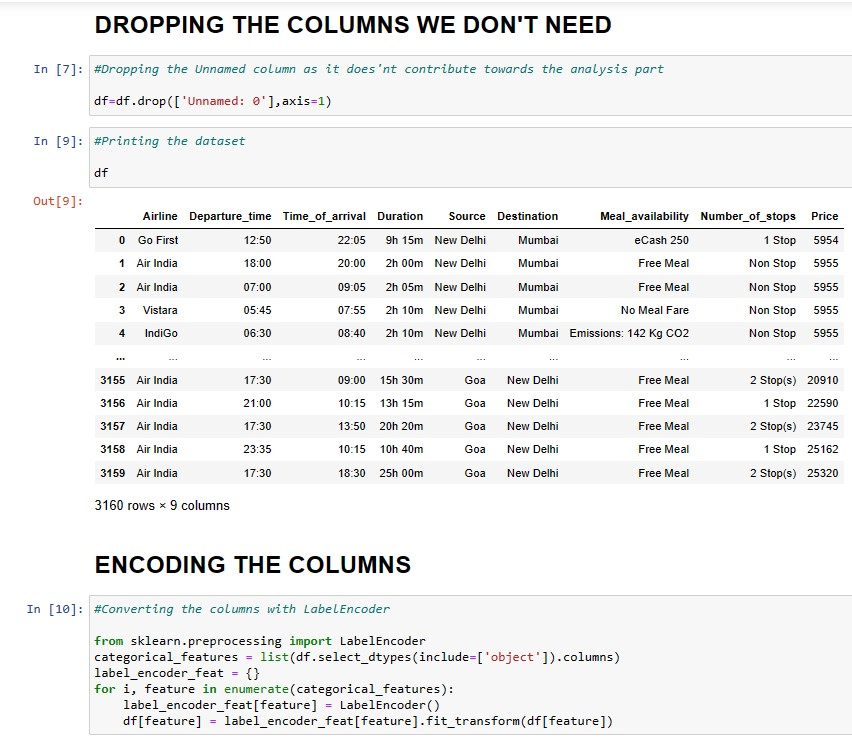 DROPPING THE COLUMNS WE DON'T NEED
In [7]: #Dropping the Unnamed column as it does'nt contribute towards the analysis part
df=df.drop(['Unnamed: 0'],axis=1)
In [9]: #Printing the dataset
df
Out[9]:
Airline Departure_time Time_of_arrival Duration Source Destination Meal_availability Number_of_stops Price
0 Go First 12:50 22:05 9h 15m New Delhi Mumbai eCash 250 1 Stop 5954
1 Air India 18:00 20:00 2h 00m New Delhi Mumbai Free Meal Non Stop 5955
2 Air India 07:00 09:05 2h 05m New Delhi Mumbai Free Meal Non Stop 5955
3 Vistara 05:45 07:55 2h 10m New Delhi Mumbai No Meal Fare Non Stop 5955
4 IndiGo 06:30 08:40 2h 10m New Delhi Mumbai Emissions: 142 Kg CO2 Non Stop 5955
... ... ... ... ... ... ... ... ... ...
3155 Air India 17:30 09:00 15h 30m Goa New Delhi Free Meal 2 Stop(s) 20910
3156 Air India 21:00 10:15 13h 15m Goa New Delhi Free Meal 1 Stop 22590
3157 Air India 17:30 13:50 20h 20m Goa New Delhi Free Meal 2 Stop(s) 23745
3158 Air India 23:35 10:15 10h 40m Goa New Delhi Free Meal 1 Stop 25162
3159 Air India 17:30 18:30 25h 00m Goa New Delhi Free Meal 2 Stop(s) 25320
3160 rows × 9 columns
ENCODING THE COLUMNS
In [10]: #Converting the columns with LabelEncoder
from sklearn.preprocessing import LabelEncoder
categorical_features = list(df.select_dtypes(include=['object']).columns)
label_encoder_feat = {}
for i, feature in enumerate(categorical_features):
    label_encoder_feat[feature] = LabelEncoder()
    df[feature] = label_encoder_feat[feature].fit_transform(df[feature])